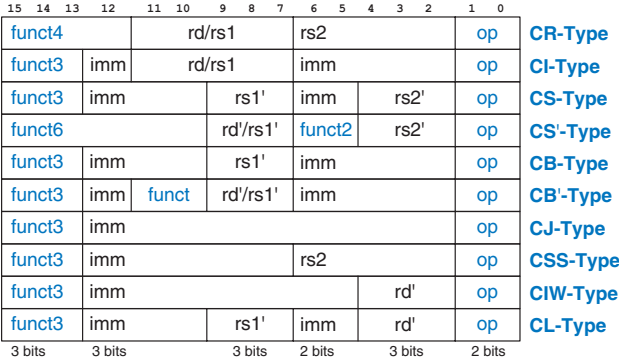 15 14 13 12 11 10 9 8 7 6 5 4 3 2 1 0
funct4 rd/rs1 rs2 op CR-Type
funct3 imm rd/rs1 imm op CI-Type
funct3 imm rs1' imm rs2' op CS-Type
funct6 rd'/rs1' funct2 rs2' op CS'-Type
funct3 imm rs1' imm op CB-Type
funct3 imm funct rd'/rs1' imm op CB'-Type
funct3 imm op CJ-Type
funct3 imm rs2 op CSS-Type
funct3 imm rd' op CIW-Type
funct3 imm rs1' imm rd' op CL-Type
3 bits 3 bits 3 bits 2 bits 3 bits 2 bits